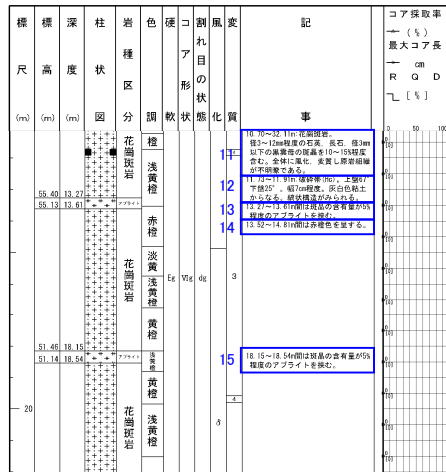 標尺(m)
標高(m)
深度(m)
柱状図
岩種区分
色調
硬軟
コア形状
割れ目の状態
風化
変質
記事
コア採取率
(%)
最大コア長
cm
R Q D
[%]
0 50 100
花崗斑岩
橙
浅黄橙
11
10.70~32.11m:花崗斑岩。
径3~12mm程度の石英、長石、径3mm
以下の黒雲母の斑晶を10~15%程度
含む。全体に風化、変質し原岩組織
が不明瞭である。
12
11.73~11.91m:破砕帯(Hc)。上盤67°
下盤25°。幅7cm程度。灰白色粘土
からなる。
55.40 13.27
55.13 13.61
アプライト
13
13.27~13.61m間は斑晶の含有量が5%
程度のアプライトを挟む。
14
13.52~14.81m間は赤橙色を呈する。
赤橙
淡黄
浅黄橙
黄橙
花崗斑岩
Eg
Ⅵg
dg
3
51.46 18.15
51.14 18.54
アプライト
浅黄橙
15
18.15~18.54m間は斑晶の含有量が5%
程度のアプライトを挟む。
黄橙
4
20
花崗斑岩
浅黄橙
δ